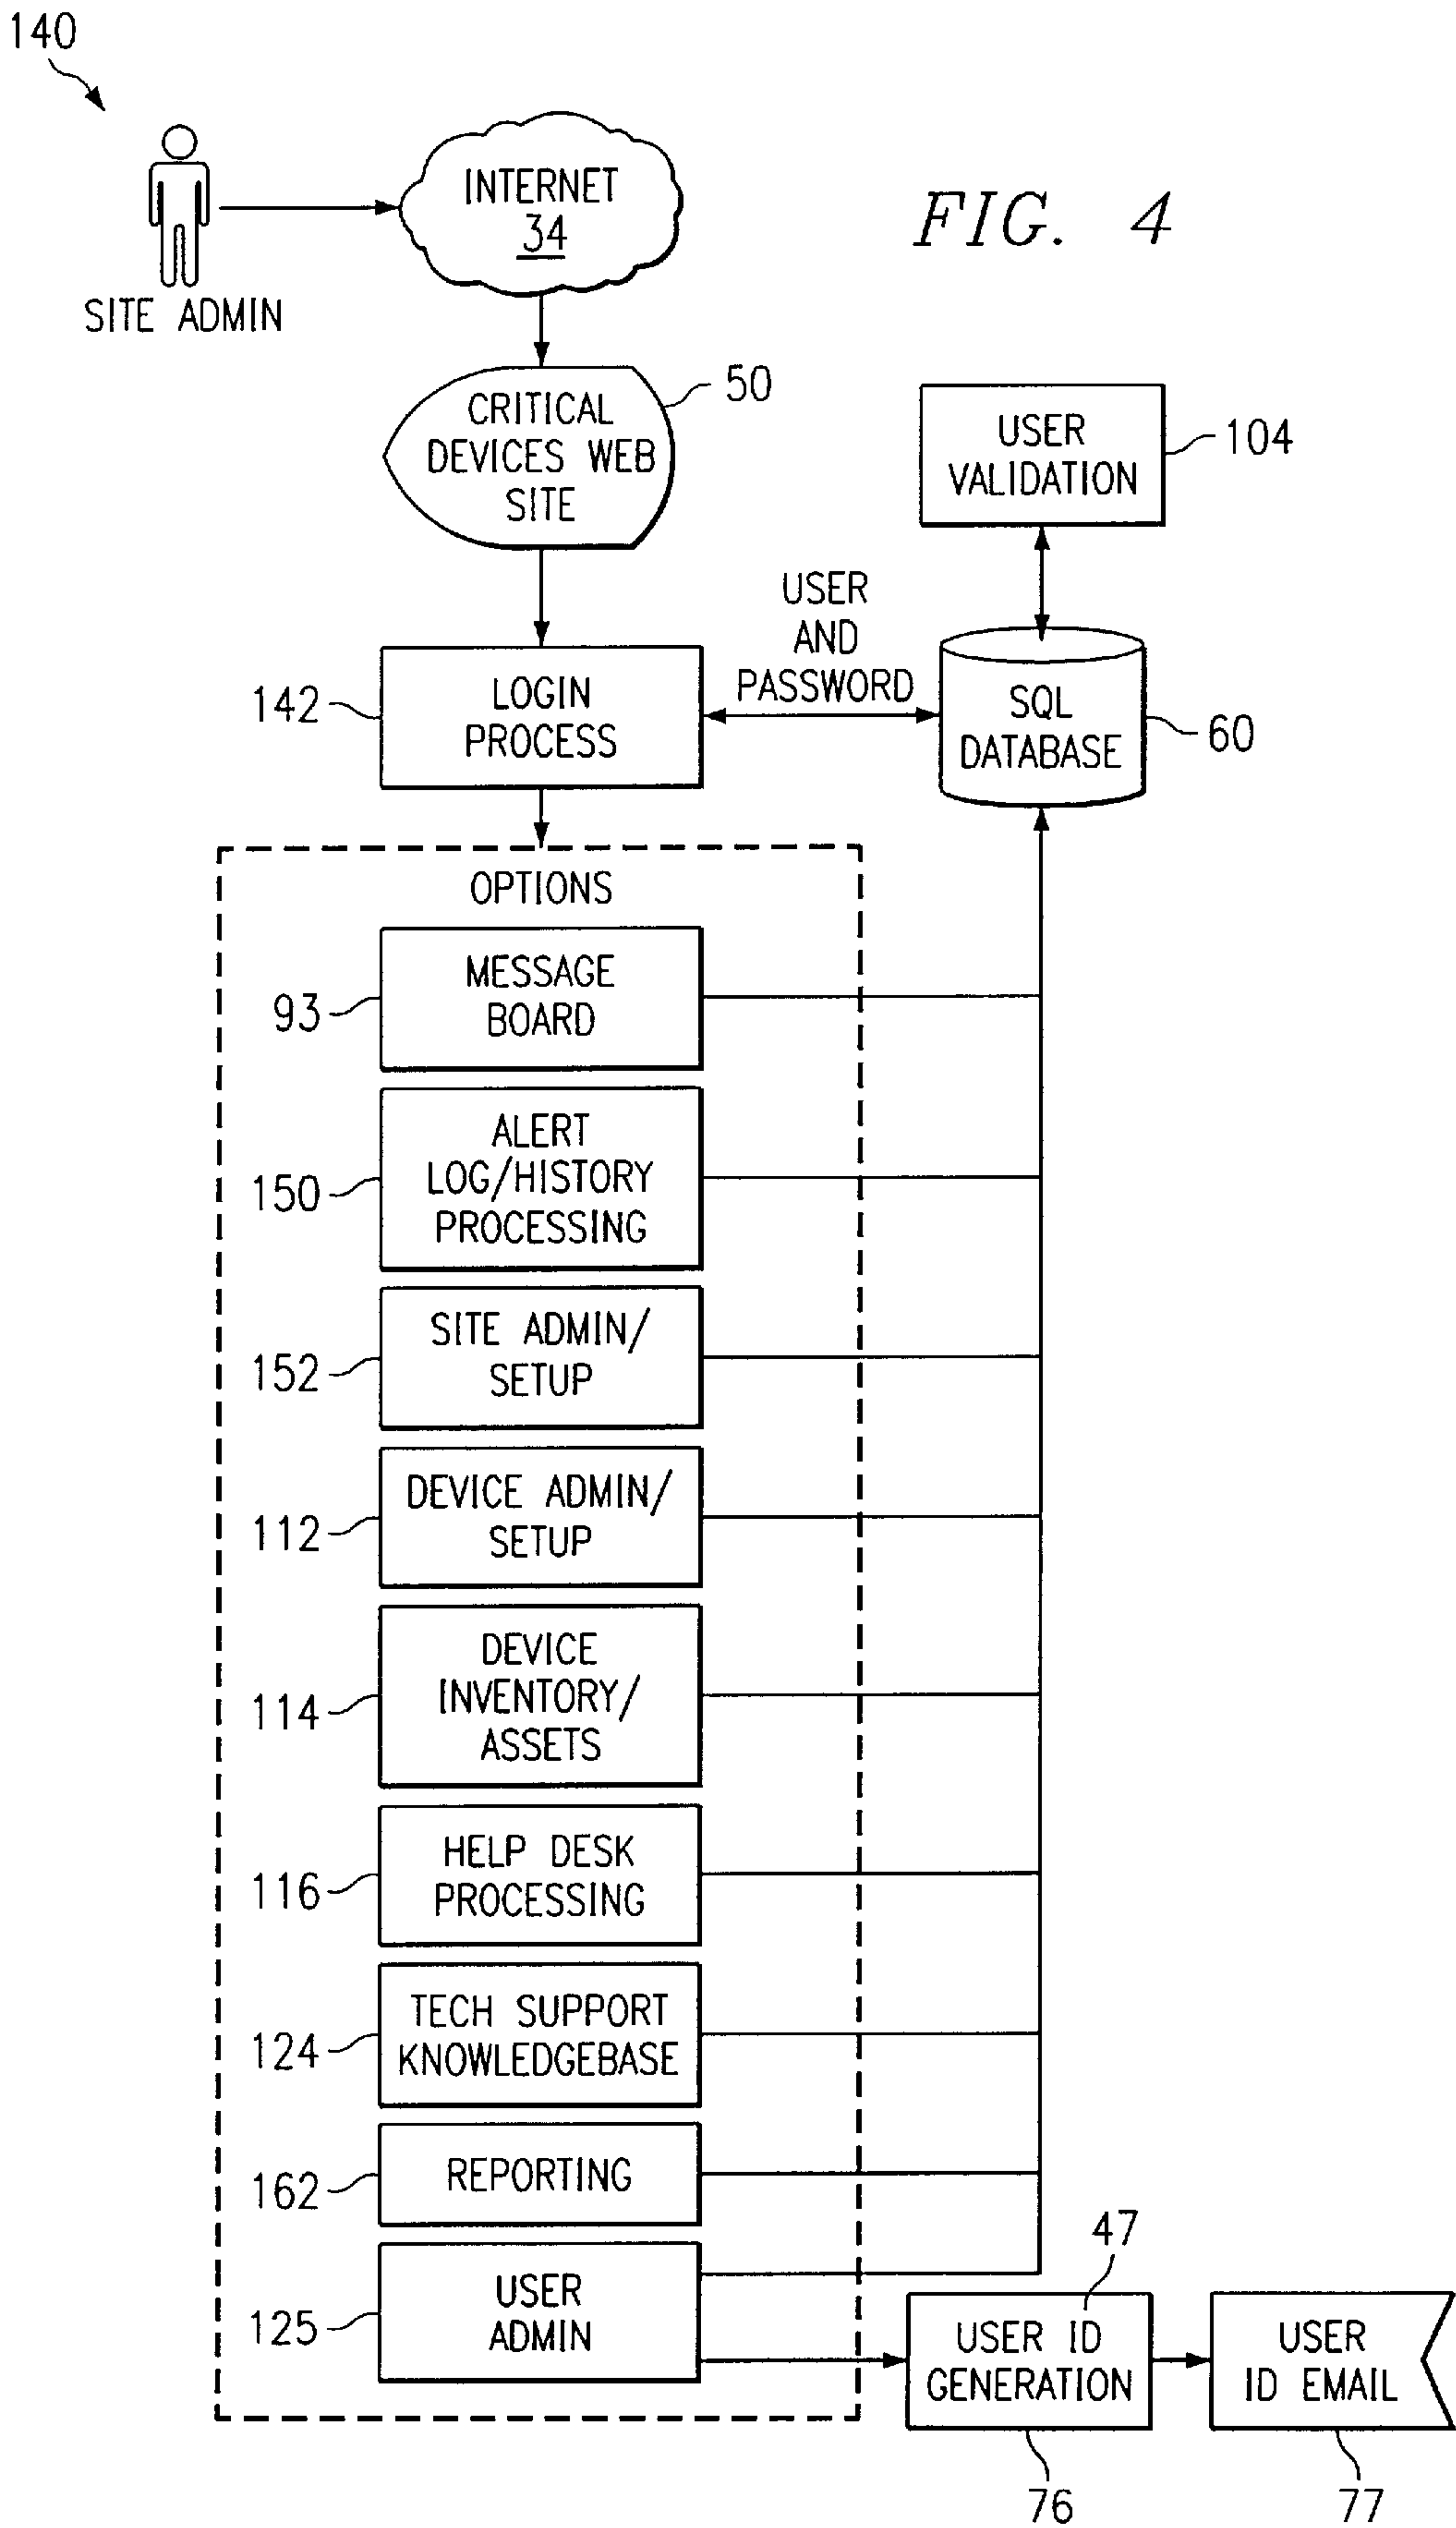 140
INTERNET
34
FIG. 4
SITE ADMIN
CRITICAL
DEVICES WEB
SITE
50
USER
VALIDATION
104
USER
AND
PASSWORD
142
LOGIN
PROCESS
SQL
DATABASE
60
OPTIONS
MESSAGE
BOARD
93
ALERT
LOG/HISTORY
PROCESSING
150
SITE ADMIN/
SETUP
152
DEVICE ADMIN/
SETUP
112
DEVICE
INVENTORY/
ASSETS
114
HELP DESK
PROCESSING
116
TECH SUPPORT
KNOWLEDGEBASE
124
REPORTING
162
USER
ADMIN
125
47
USER ID
GENERATION
76
USER
ID EMAIL
77